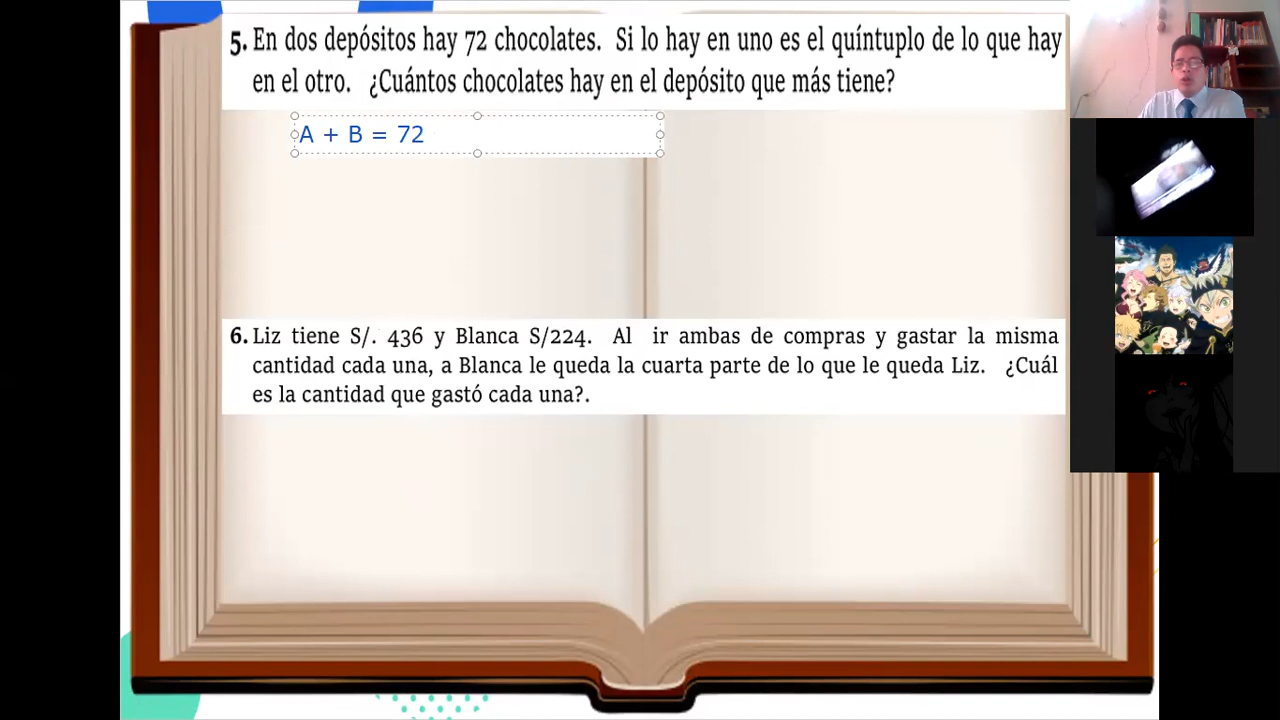 5. En dos depósitos hay 72 chocolates. Si lo hay en uno es el quíntuplo de lo que hay
en el otro. ¿Cuántos chocolates hay en el depósito que más tiene?
A + B = 72
6. Liz tiene S/. 436 y Blanca S/224. Al ir ambas de compras y gastar la misma
cantidad cada una, a Blanca le queda la cuarta parte de lo que le queda Liz. ¿Cuál
es la cantidad que gastó cada una?.